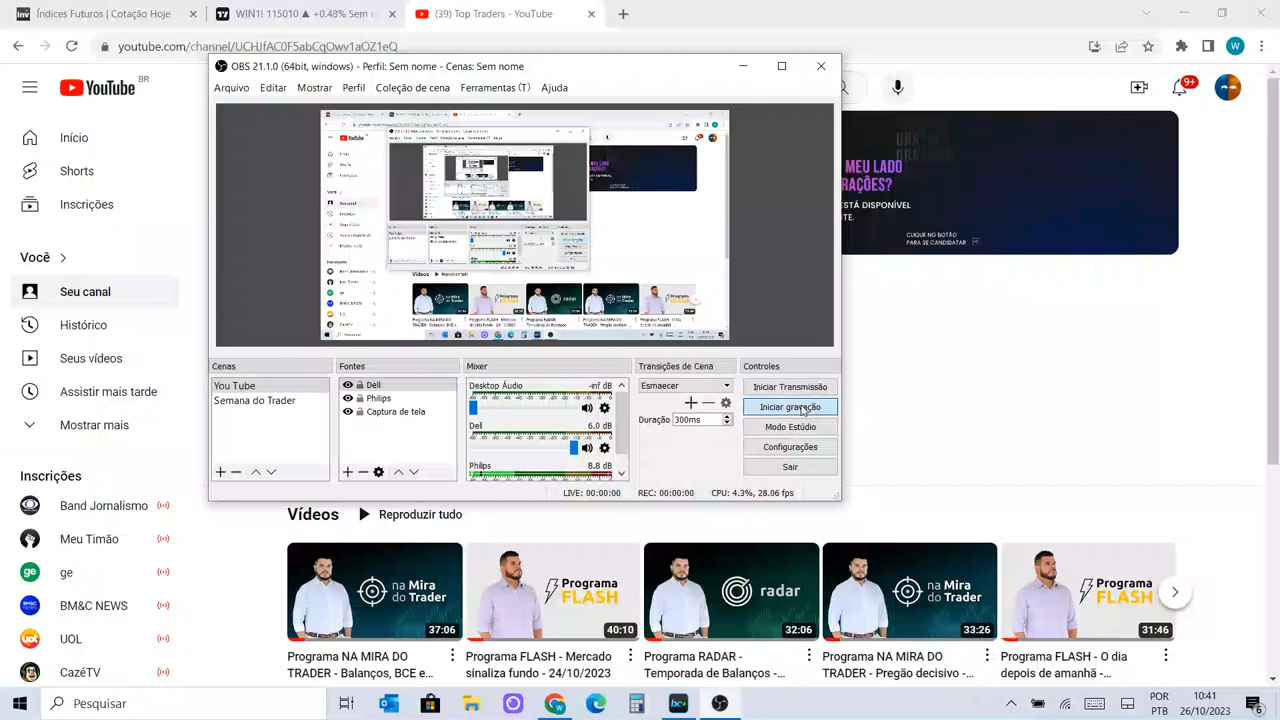 Índices Futuros | Cotação Hoje
WIN1! 115010 ▲ +0.48% Sem n
(39) Top Traders - YouTube
youtube.com/channel/UCHJfAC0F5abCgOwv1aOZ1eQ
W
OBS 21.1.0 (64bit, windows) - Perfil: Sem nome - Cenas: Sem nome
Arquivo Editar Mostrar Perfil Coleção de cena Ferramentas (T) Ajuda
YouTube BR
9+
Início
Shorts
Inscrições
Você
Seu canal
Histórico
Seus vídeos
Assistir mais tarde
Mostrar mais
Inscrições
Band Jornalismo
Meu Timão
ge
BM&C NEWS
UOL
CazéTV
MEU LADO
RAÇÕES?
ESTÁ DISPONÍVEL
TE.
CLIQUE NO BOTÃO
PARA SE CANDIDATAR
Cenas
You Tube
Semana do Trader
Fontes
Dell
Philips
Captura de tela
Mixer
Desktop Áudio -inf dB
Dell 6.0 dB
Philips 8.8 dB
Transições de Cena
Esmaecer
Duração 300ms
Controles
Iniciar Transmissão
Iniciar gravação
Modo Estúdio
Configurações
Sair
LIVE: 00:00:00 REC: 00:00:00 CPU: 4.3%, 28.06 fps
Vídeos Reproduzir tudo
na Mira
do Trader
37:06
Programa NA MIRA DO
TRADER - Balanços, BCE e...
Programa
FLASH
40:10
Programa FLASH - Mercado
sinaliza fundo - 24/10/2023
radar
32:06
Programa RADAR -
Temporada de Balanços -...
na Mira
do Trader
33:26
Programa NA MIRA DO
TRADER - Pregão decisivo -...
Programa
FLASH
31:46
Programa FLASH - O dia
depois de amanhã -...
Pesquisar
POR
PTB
10:41
26/10/2023
6